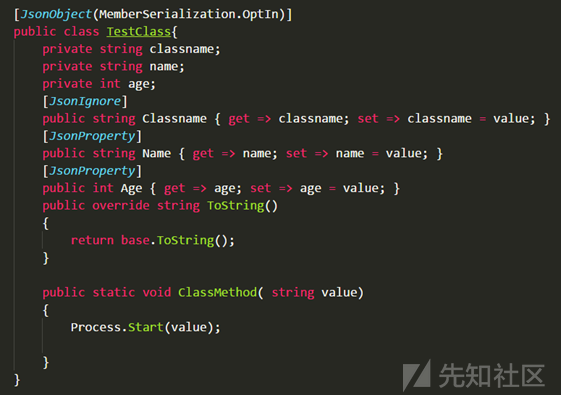 [JsonObject(MemberSerialization.OptIn)]
public class TestClass{
private string classname;
private string name;
private int age;
[JsonIgnore]
public string Classname { get => classname; set => classname = value; }
[JsonProperty]
public string Name { get => name; set => name = value; }
[JsonProperty]
public int Age { get => age; set => age = value; }
public override string ToString()
{
return base.ToString();
}
public static void ClassMethod( string value)
{
Process.Start(value);
}
}
先知社区